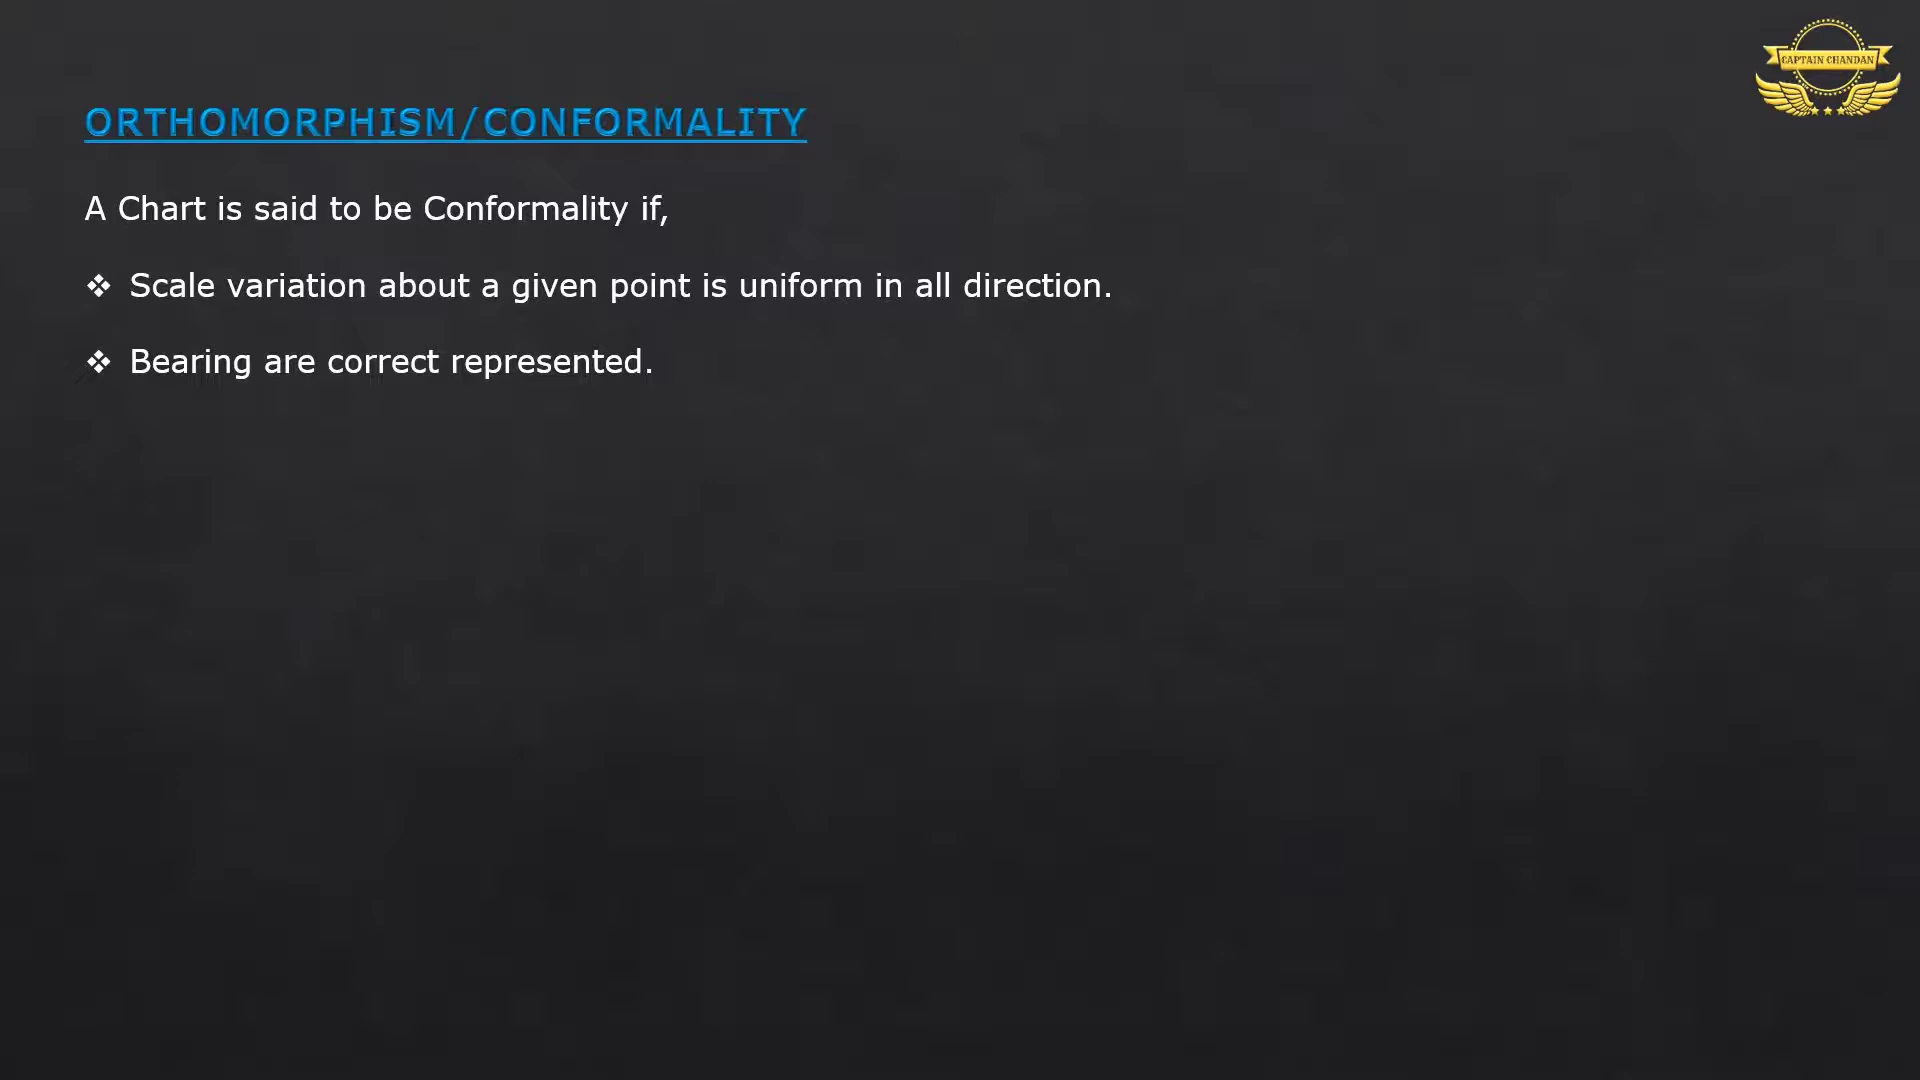 CAPTAIN CHANDAN
ORTHOMORPHISM/CONFORMALITY
A Chart is said to be Conformality if,
❖ Scale variation about a given point is uniform in all direction.
❖ Bearing are correct represented.